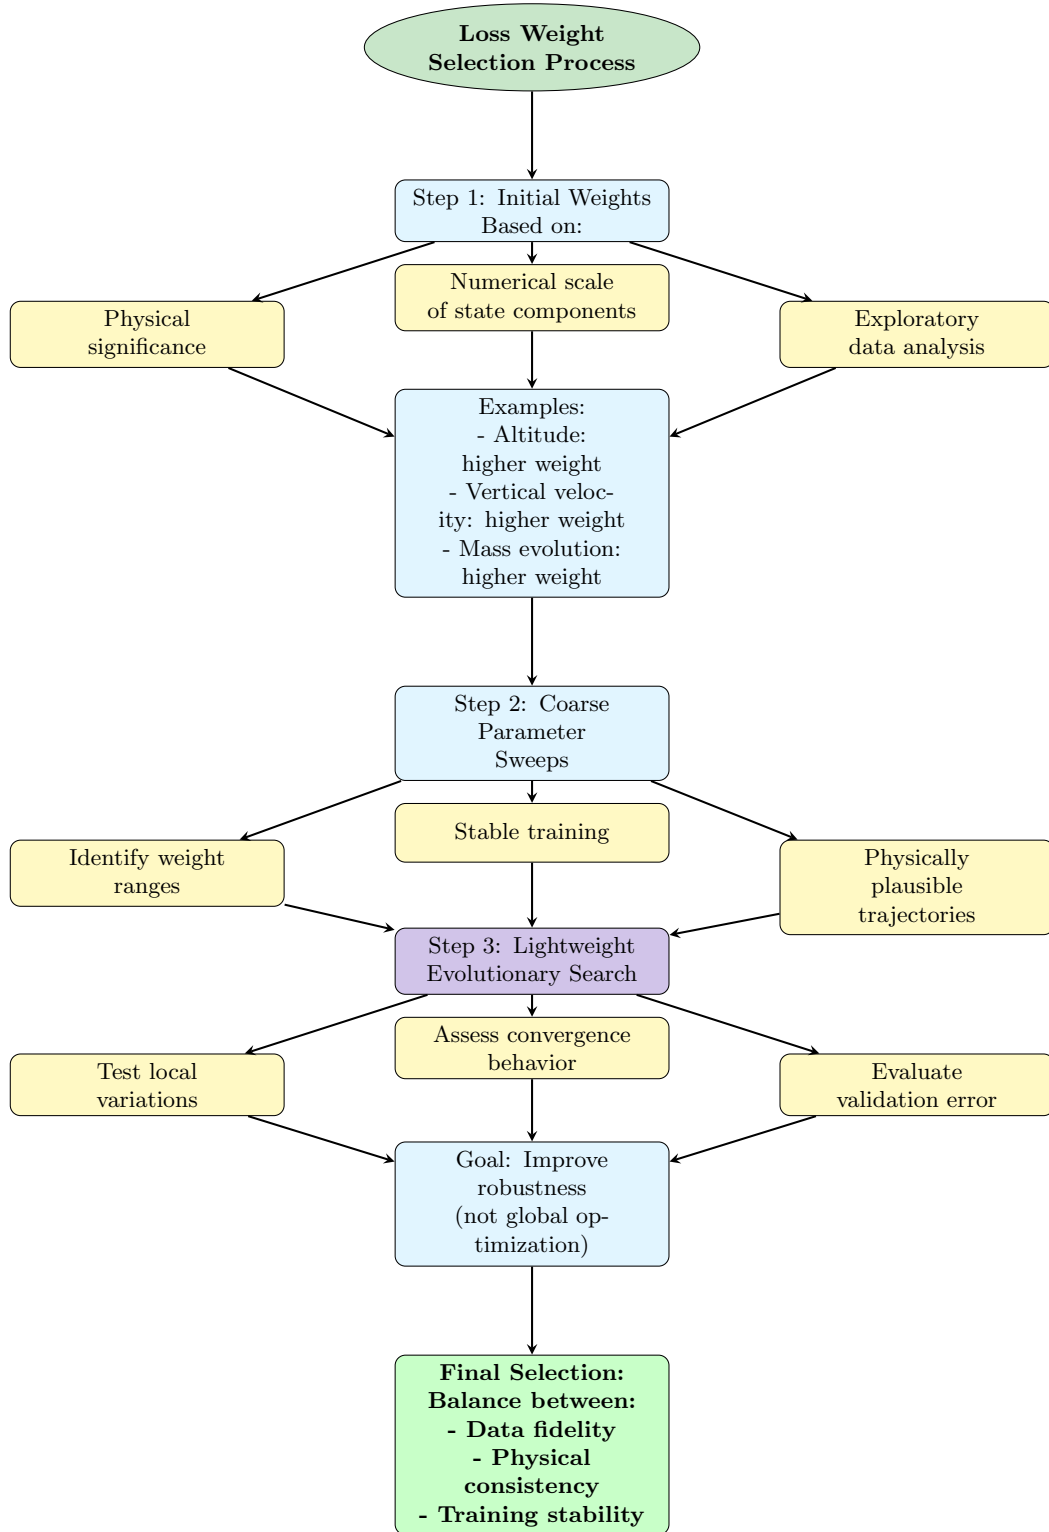 Loss Weight
Selection Process
Step 1: Initial Weights
Based on:
Physical
significance
Numerical scale
of state components
Exploratory
data analysis
Examples:
- Altitude:
higher weight
- Vertical veloc-
ity: higher weight
- Mass evolution:
higher weight
Step 2: Coarse
Parameter
Sweeps
Identify weight
ranges
Stable training
Physically
plausible
trajectories
Step 3: Lightweight
Evolutionary Search
Test local
variations
Assess convergence
behavior
Evaluate
validation error
Goal: Improve
robustness
(not global op-
timization)
Final Selection:
Balance between:
- Data fidelity
- Physical
consistency
- Training stability